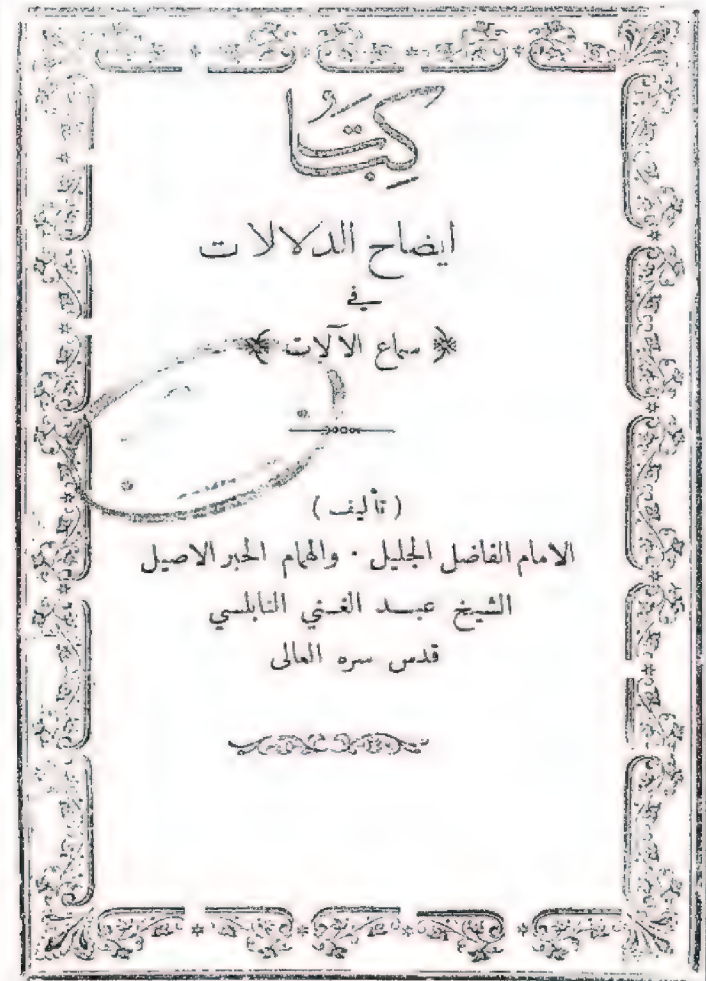 كِتَابُ
ايضاح الدلالات
في
سماع الآلات
( تأليف )
الامام الفاضل الجليل · والهمام الحبر الاصيل
الشيخ عبد الغني النابلسي
قدس سره العالى